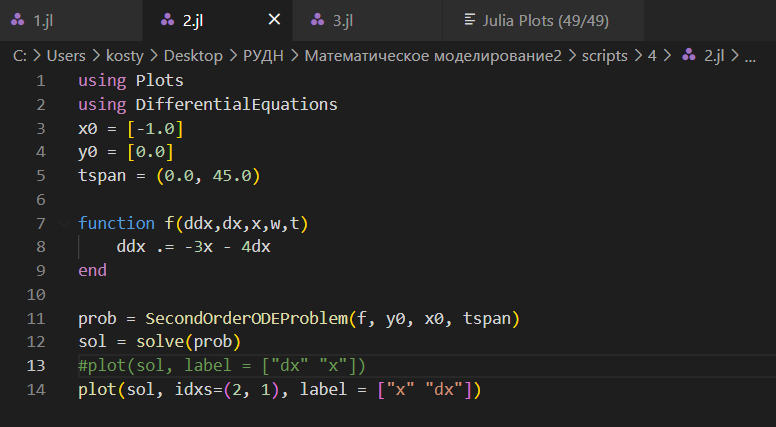 1.jl
2.jl
3.jl
Julia Plots (49/49)
C: > Users > kosty > Desktop > РУДН > Математическое моделирование2 > scripts > 4 > 2.jl > ...
1 using Plots
2 using DifferentialEquations
3 x0 = [-1.0]
4 y0 = [0.0]
5 tspan = (0.0, 45.0)
6
7 function f(ddx,dx,x,w,t)
8     ddx .= -3x - 4dx
9 end
10
11 prob = SecondOrderODEProblem(f, y0, x0, tspan)
12 sol = solve(prob)
13 #plot(sol, label = ["dx" "x"])
14 plot(sol, idxs=(2, 1), label = ["x" "dx"])